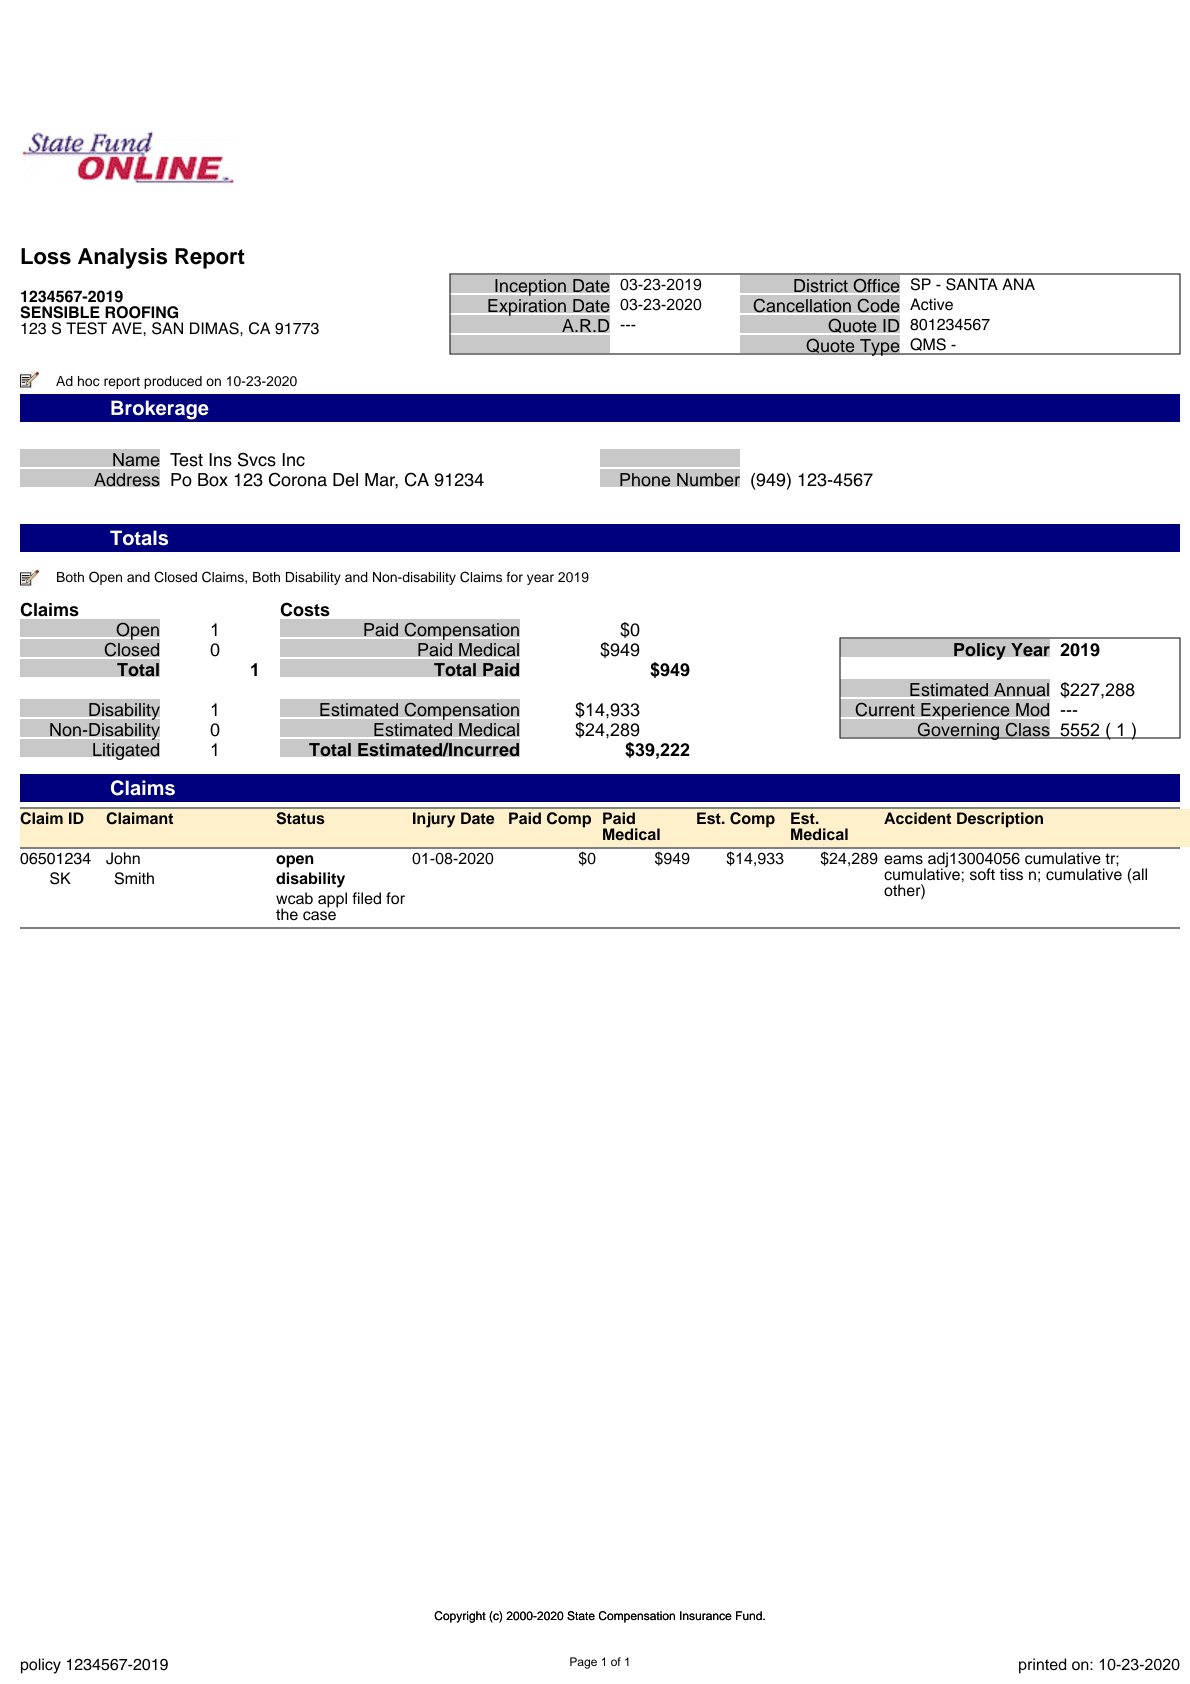 State Fund
ONLINE
Loss Analysis Report
1234567-2019
SENSIBLE ROOFING
123 S TEST AVE, SAN DIMAS, CA 91773
Inception Date 03-23-2019 District Office SP - SANTA ANA
Expiration Date 03-23-2020 Cancellation Code Active
A.R.D --- Quote ID 801234567
Quote Type QMS -
Ad hoc report produced on 10-23-2020
Brokerage
Name Test Ins Svcs Inc
Address Po Box 123 Corona Del Mar, CA 91234 Phone Number (949) 123-4567
Totals
Both Open and Closed Claims, Both Disability and Non-disability Claims for year 2019
Claims Costs
Open 1 Paid Compensation $0
Closed 0 Paid Medical $949 Policy Year 2019
Total 1 Total Paid $949
Estimated Annual $227,288
Disability 1 Estimated Compensation $14,933 Current Experience Mod ---
Non-Disability 0 Estimated Medical $24,289 Governing Class 5552 ( 1 )
Litigated 1 Total Estimated/Incurred $39,222
Claims
Claim ID Claimant Status Injury Date Paid Comp Paid Est. Comp Est. Accident Description
Medical Medical
06501234 John open 01-08-2020 $0 $949 $14,933 $24,289 eams adj13004056 cumulative tr;
SK Smith disability cumulative; soft tiss n; cumulative (all
wcab appl filed for other)
the case
Copyright (c) 2000-2020 State Compensation Insurance Fund.
policy 1234567-2019 Page 1 of 1 printed on: 10-23-2020